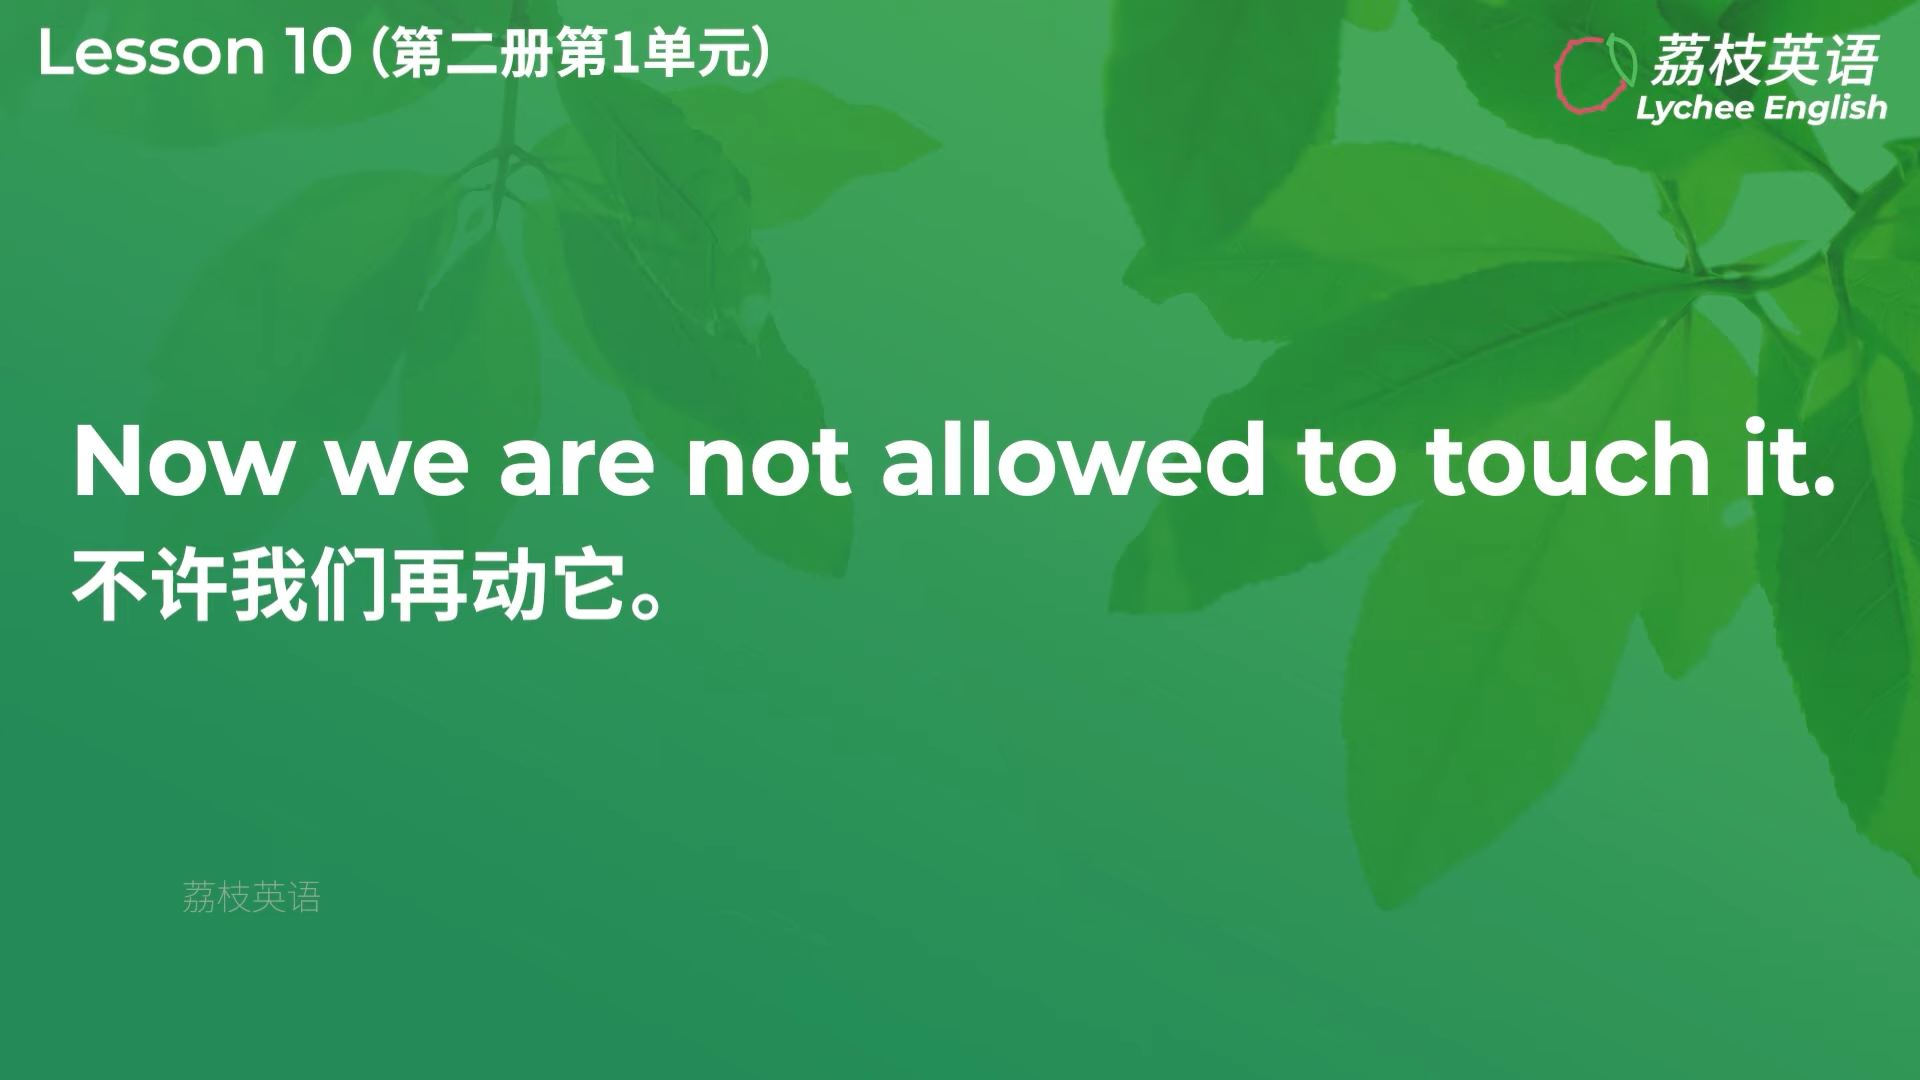 Lesson 10（第二册第1单元）
荔枝英语
Lychee English
Now we are not allowed to touch it.
不许我们再动它。
荔枝英语